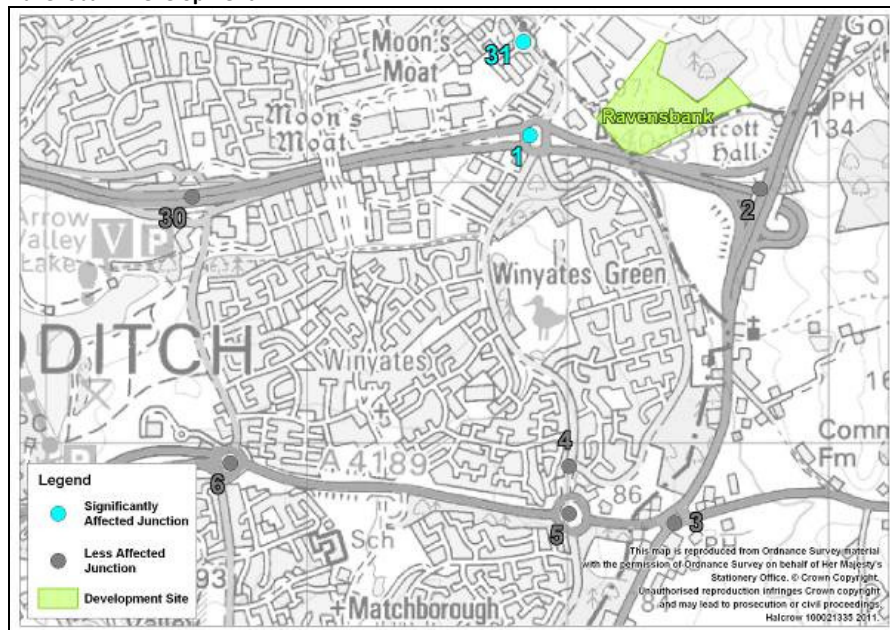 Moon's
Moat
31
Go
Ravensbank
PH
134
Moon's
Moat
1
Hall
2
30
Arrow
Valley
Lake
V P
Winyates Green
DITCH
Winyates
16
4
Comm
Fm
A 4189
6
86
5
3
Sch
PH
93
84
Matchborough
Valley
Legend
Significantly
Affected Junction
Less Affected
Junction
Development Site
This map is reproduced from Ordnance Survey material
with the permission of Ordnance Survey on behalf of Her Majesty's
Stationery Office. © Crown Copyright.
Unauthorised reproduction infringes Crown copyright
and may lead to prosecution or civil proceedings.
Halcrow 100021335 2011.